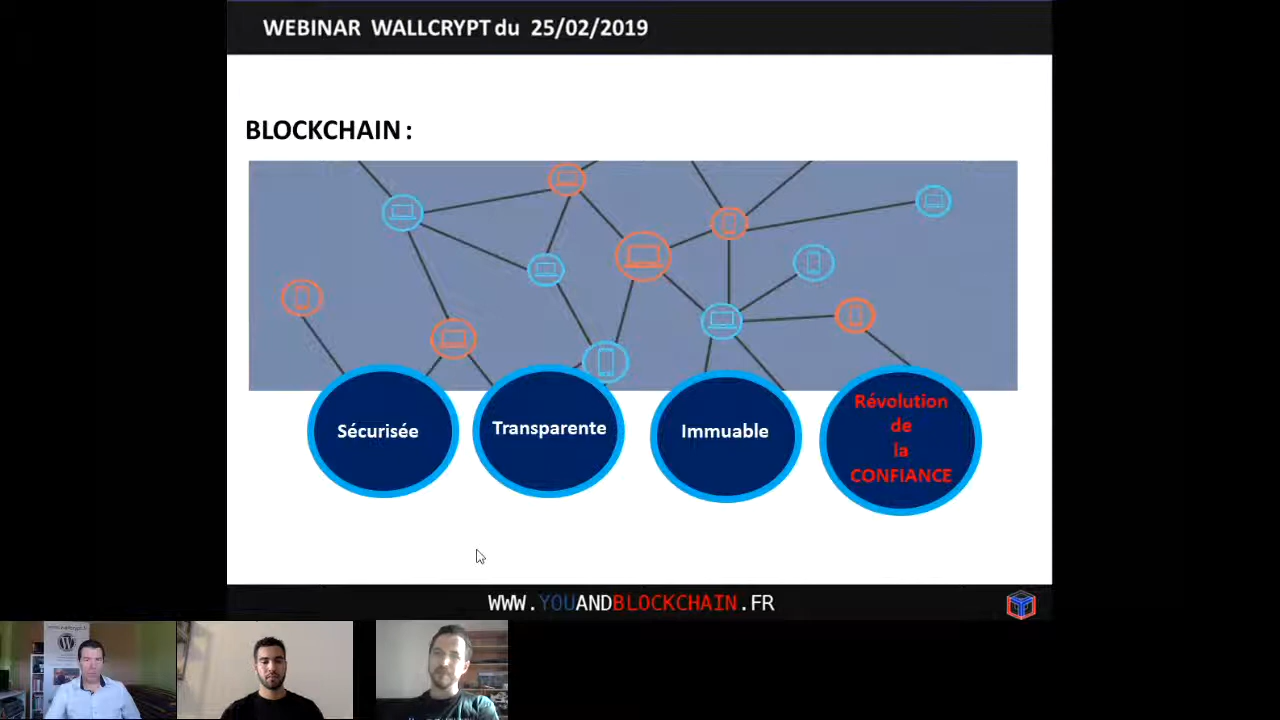 WEBINAR WALLCRYPT du 25/02/2019
BLOCKCHAIN :
Sécurisée
Transparente
Immuable
Révolution
de
la
CONFIANCE
WWW.YOUANDBLOCKCHAIN.FR